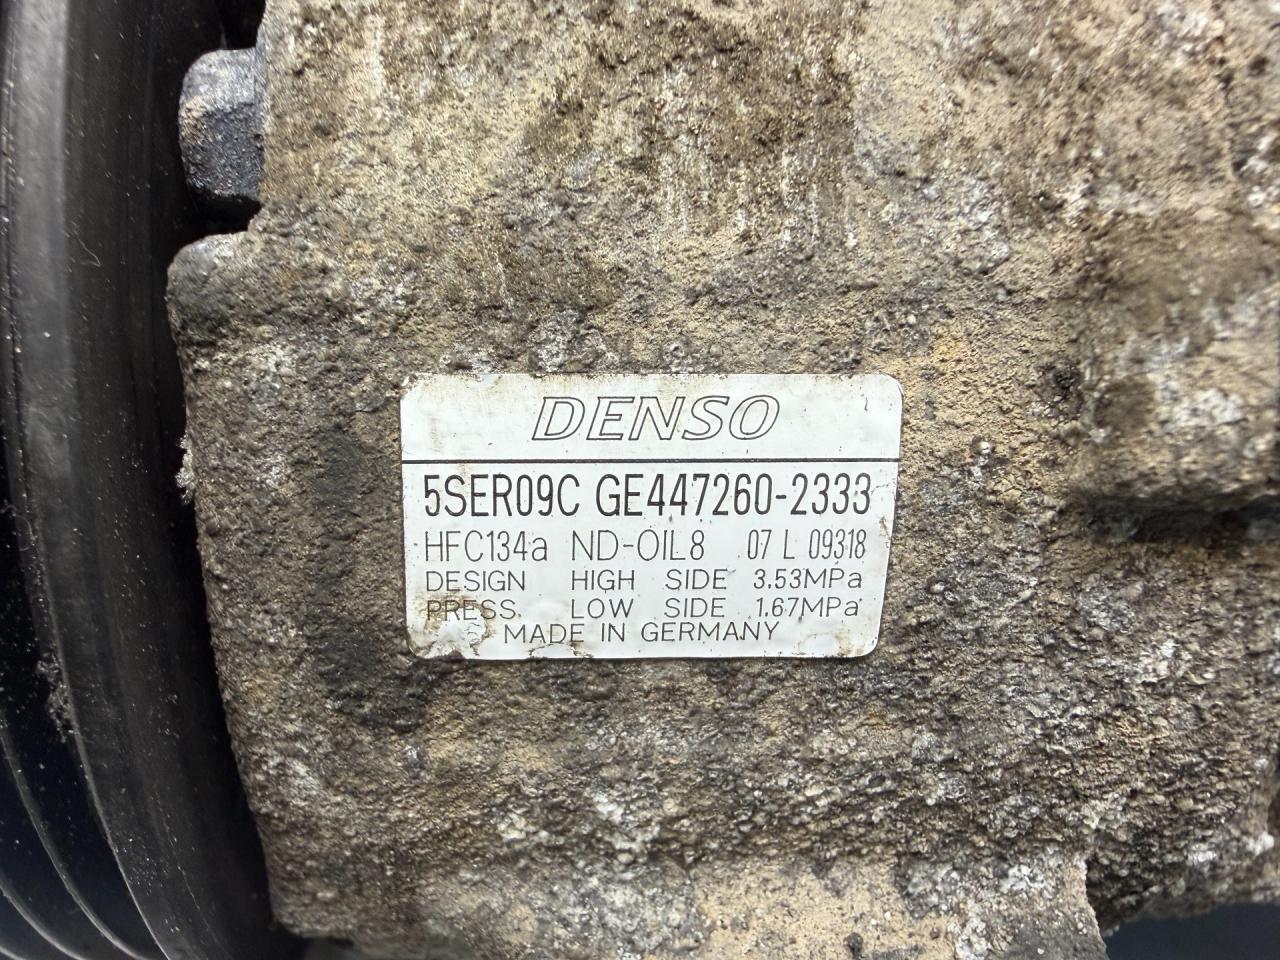 DENSO
5SER09C GE447260-2333
HFC134a ND-OIL8 07 L 09318
DESIGN HIGH SIDE 3.53MPa
PRESS. LOW SIDE 1.67MPa
MADE IN GERMANY